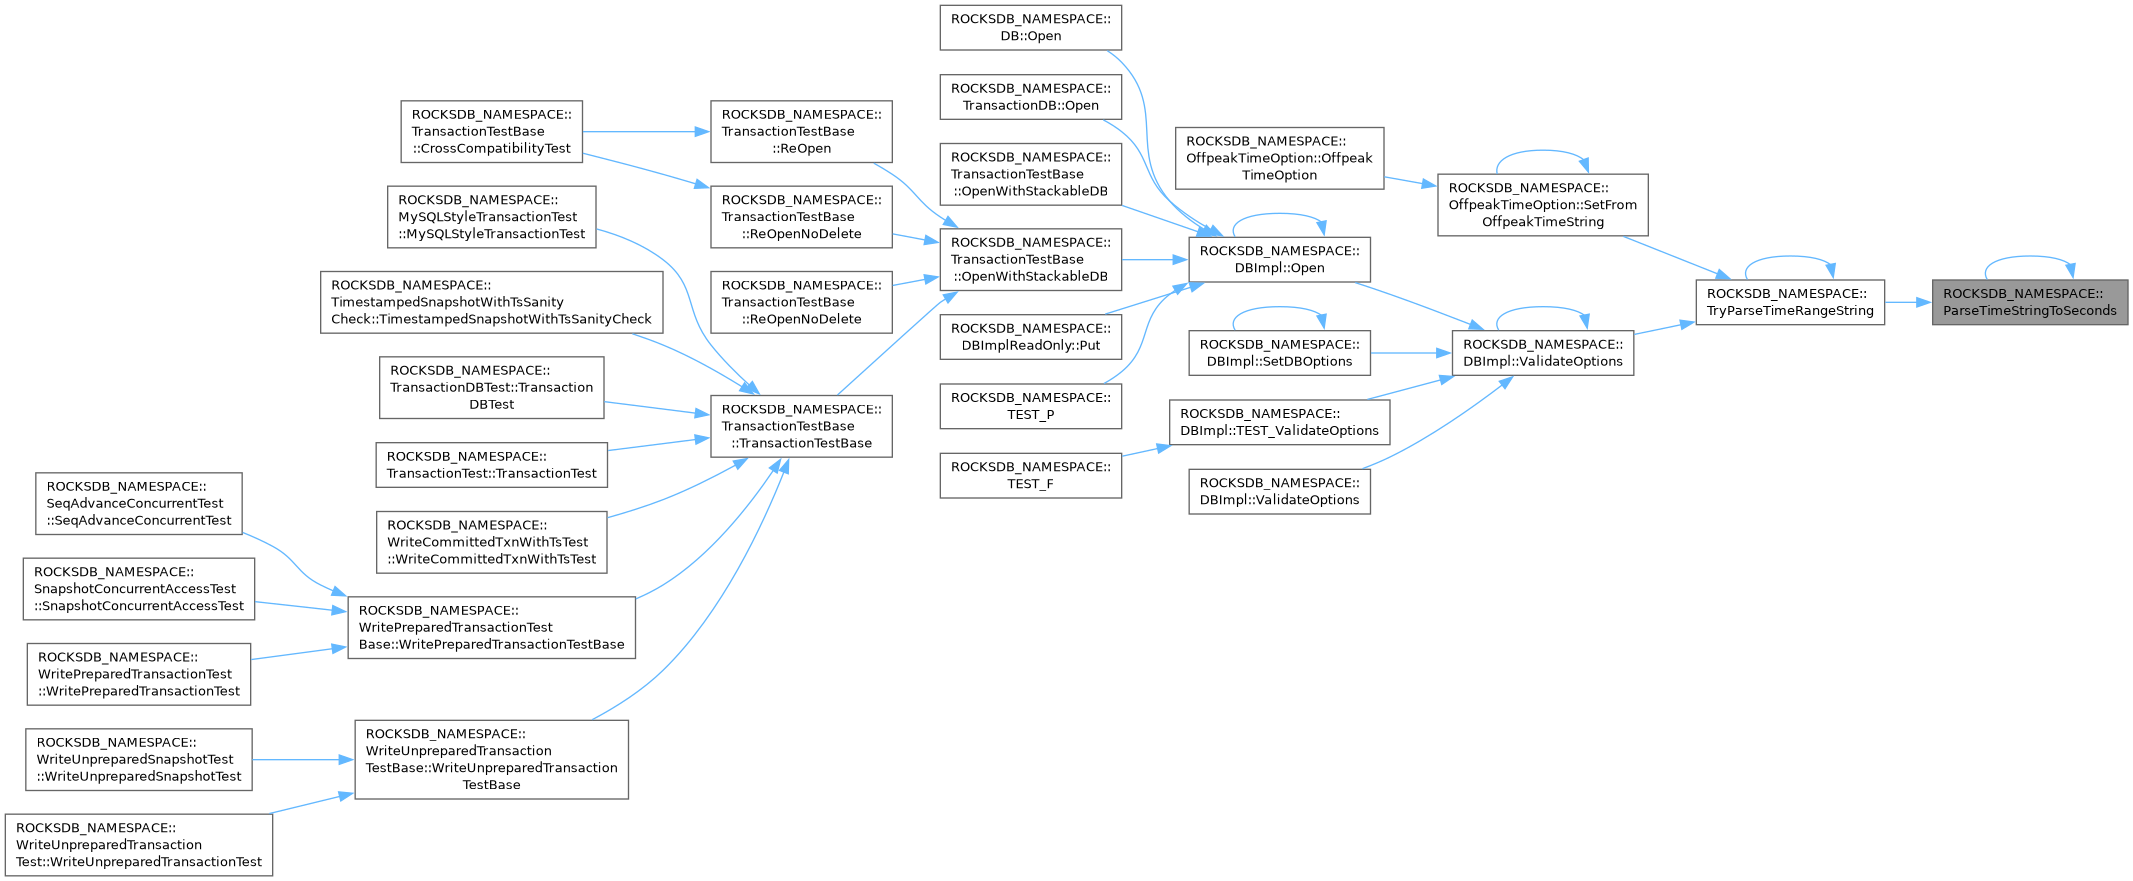 ROCKSDB_NAMESPACE::
DB::Open
ROCKSDB_NAMESPACE::
TransactionDB::Open
ROCKSDB_NAMESPACE::
TransactionTestBase
::CrossCompatibilityTest
ROCKSDB_NAMESPACE::
TransactionTestBase
::ReOpen
ROCKSDB_NAMESPACE::
TransactionTestBase
::OpenWithStackableDB
ROCKSDB_NAMESPACE::
OffpeakTimeOption::Offpeak
TimeOption
ROCKSDB_NAMESPACE::
OffpeakTimeOption::SetFrom
OffpeakTimeString
ROCKSDB_NAMESPACE::
MySQLStyleTransactionTest
::MySQLStyleTransactionTest
ROCKSDB_NAMESPACE::
TransactionTestBase
::ReOpenNoDelete
ROCKSDB_NAMESPACE::
TransactionTestBase
::OpenWithStackableDB
ROCKSDB_NAMESPACE::
DBImpl::Open
ROCKSDB_NAMESPACE::
TimestampedSnapshotWithTsSanity
Check::TimestampedSnapshotWithTsSanityCheck
ROCKSDB_NAMESPACE::
TransactionTestBase
::ReOpenNoDelete
ROCKSDB_NAMESPACE::
TryParseTimeRangeString
ROCKSDB_NAMESPACE::
ParseTimeStringToSeconds
ROCKSDB_NAMESPACE::
DBImplReadOnly::Put
ROCKSDB_NAMESPACE::
DBImpl::SetDBOptions
ROCKSDB_NAMESPACE::
DBImpl::ValidateOptions
ROCKSDB_NAMESPACE::
TransactionDBTest::Transaction
DBTest
ROCKSDB_NAMESPACE::
TEST_P
ROCKSDB_NAMESPACE::
TransactionTestBase
::TransactionTestBase
ROCKSDB_NAMESPACE::
DBImpl::TEST_ValidateOptions
ROCKSDB_NAMESPACE::
TransactionTest::TransactionTest
ROCKSDB_NAMESPACE::
TEST_F
ROCKSDB_NAMESPACE::
DBImpl::ValidateOptions
ROCKSDB_NAMESPACE::
SeqAdvanceConcurrentTest
::SeqAdvanceConcurrentTest
ROCKSDB_NAMESPACE::
WriteCommittedTxnWithTsTest
::WriteCommittedTxnWithTsTest
ROCKSDB_NAMESPACE::
SnapshotConcurrentAccessTest
::SnapshotConcurrentAccessTest
ROCKSDB_NAMESPACE::
WritePreparedTransactionTest
Base::WritePreparedTransactionTestBase
ROCKSDB_NAMESPACE::
WritePreparedTransactionTest
::WritePreparedTransactionTest
ROCKSDB_NAMESPACE::
WriteUnpreparedTransaction
TestBase::WriteUnpreparedTransaction
TestBase
ROCKSDB_NAMESPACE::
WriteUnpreparedSnapshotTest
::WriteUnpreparedSnapshotTest
ROCKSDB_NAMESPACE::
WriteUnpreparedTransaction
Test::WriteUnpreparedTransactionTest